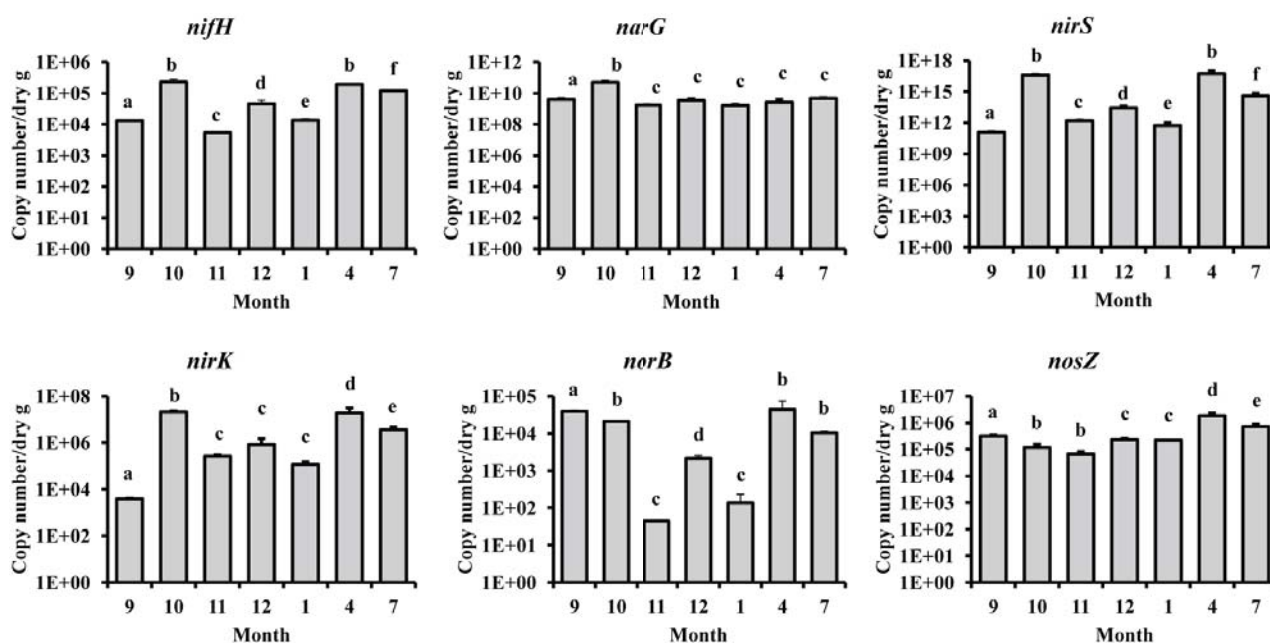 nifH
Copy number/dry g
1E+06
1E+05
1E+04
1E+03
1E+02
1E+01
1E+00
a b c d e b f
9 10 11 12 1 4 7
Month
narG
Copy number/dry g
1E+12
1E+10
1E+08
1E+06
1E+04
1E+02
1E+00
a b c c c c c
9 10 11 12 1 4 7
Month
nirS
Copy number/dry g
1E+18
1E+15
1E+12
1E+09
1E+06
1E+03
1E+00
a b c d e b f
9 10 11 12 1 4 7
Month
nirK
Copy number/dry g
1E+08
1E+06
1E+04
1E+02
1E+00
a b c c c d e
9 10 11 12 1 4 7
Month
norB
Copy number/dry g
1E+05
1E+04
1E+03
1E+02
1E+01
1E+00
a b c d c b b
9 10 11 12 1 4 7
Month
nosZ
Copy number/dry g
1E+07
1E+06
1E+05
1E+04
1E+03
1E+02
1E+01
1E+00
a b b c c d e
9 10 11 12 1 4 7
Month